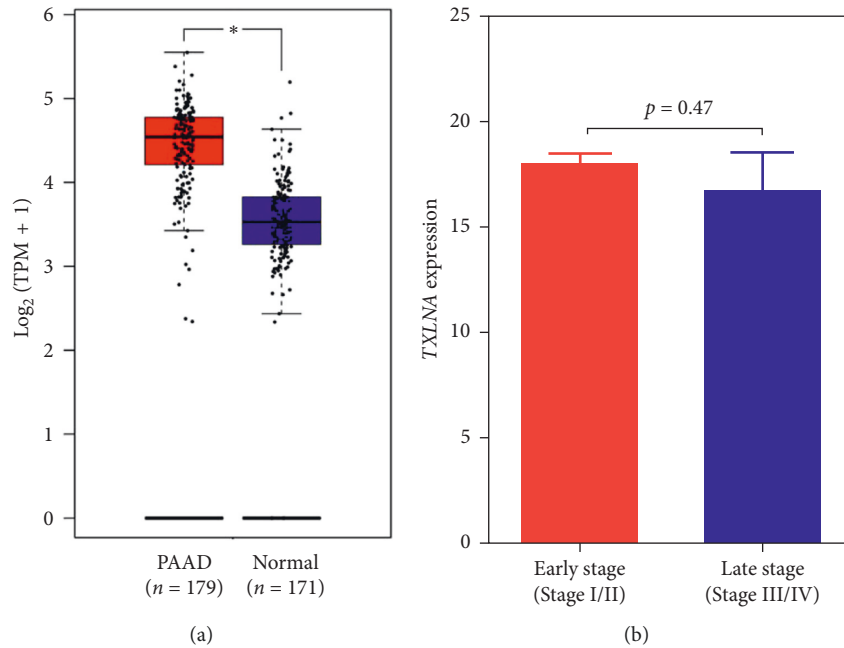 6
5
4
3
2
1
0
Log₂ (TPM + 1)
*
PAAD
(n = 179)
Normal
(n = 171)
(a)
25
20
15
10
5
0
TXLNA expression
p = 0.47
Early stage
(Stage I/II)
Late stage
(Stage III/IV)
(b)